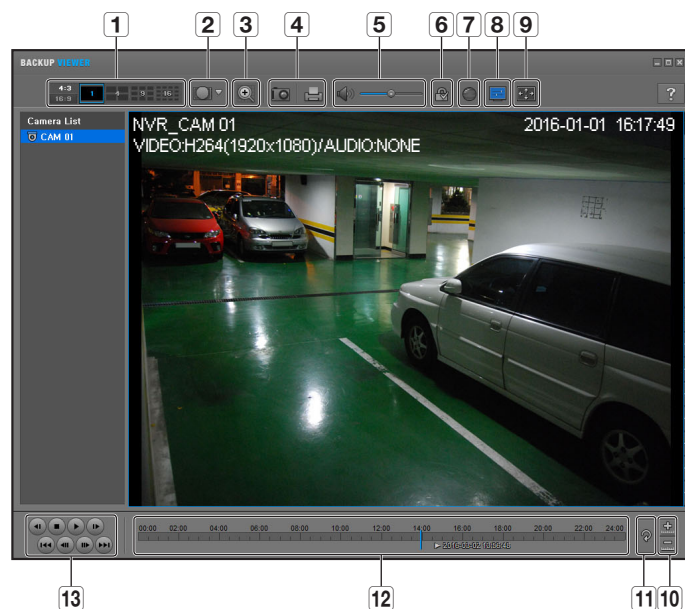 1 2 3 4 5 6 7 8 9
BACKUP VIEWER
4:3 1 4 9 16
16:9
?
Camera List
CAM 01
NVR_CAM 01 2016-01-01 16:17:49
VIDEO:H264(1920x1080)/AUDIO:NONE
00:00 02:00 04:00 06:00 08:00 10:00 12:00 14:00 16:00 18:00 20:00 22:00 24:00
13 12 11 10